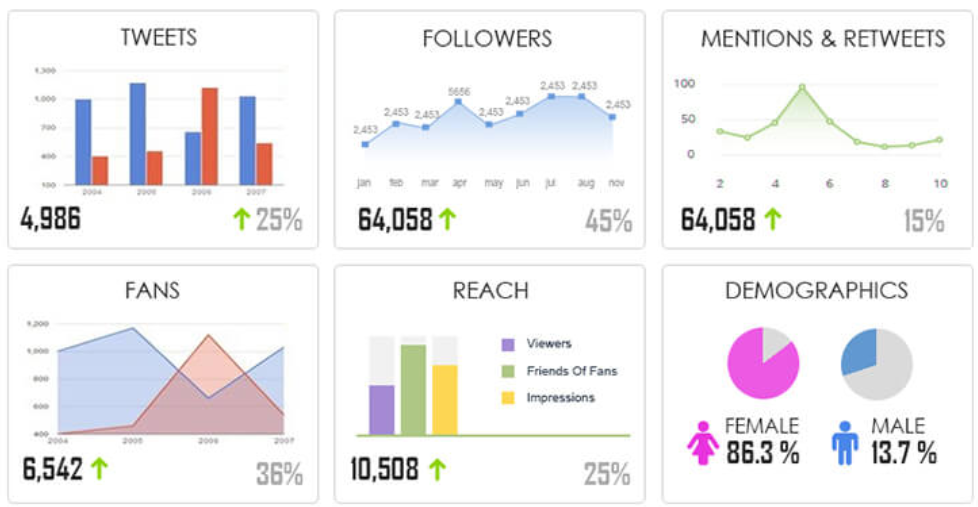 TWEETS
1,300
1,000
700
400
100
2004 2005 2006 2007
4,986 25%
FOLLOWERS
2,453 2,453 2,453 5656 2,453 2,453 2,453 2,453 2,453
jan feb mar apr may jun jul aug nov
64,058 45%
MENTIONS & RETWEETS
100
50
0
2 4 6 8 10
64,058 15%
FANS
1,200
1,000
800
600
400
2004 2005 2006 2007
6,542 36%
REACH
Viewers
Friends Of Fans
Impressions
10,508 25%
DEMOGRAPHICS
FEMALE
86.3 %
MALE
13.7 %